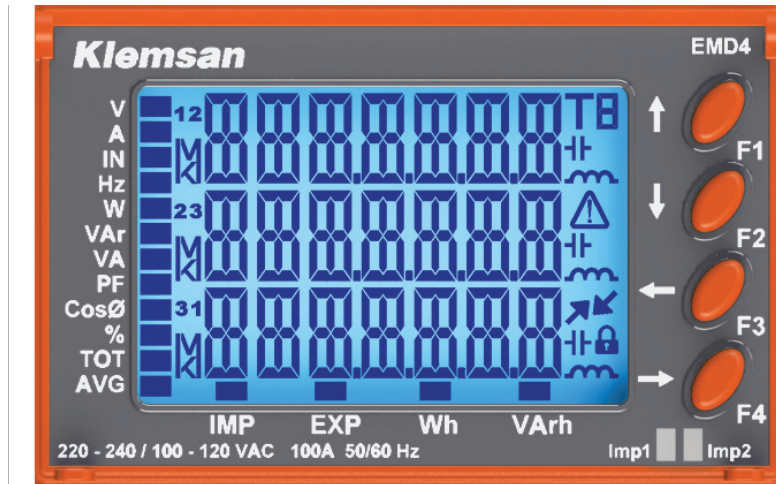 Klemsan
EMD4
V
A
IN
Hz
W
VAr
VA
PF
CosØ
%
TOT
AVG
12
23
31
T8
F1
F2
F3
F4
IMP EXP Wh VArh
220 - 240 / 100 - 120 VAC 100A 50/60 Hz
Imp1 Imp2